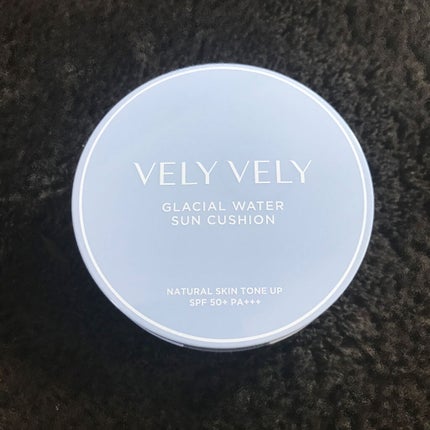 VELY VELY
GLACIAL WATER
SUN CUSHION
NATURAL SKIN TONE UP
SPF 50+ PA+++